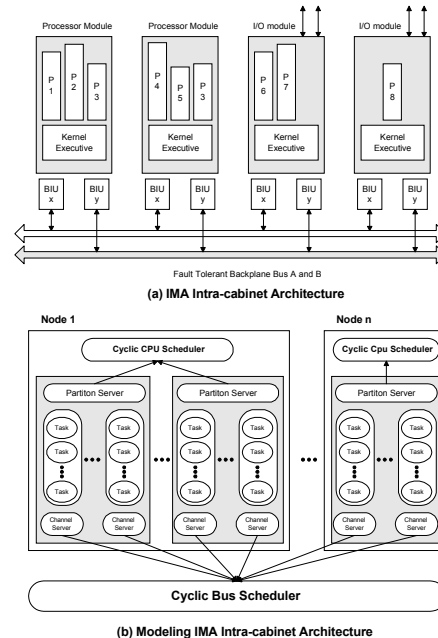 Processor Module Processor Module I/O module I/O module
P 1 P 2 P 3 P 4 P 5 P 3 P 6 P 7 P 8
Kernel Executive Kernel Executive Kernel Executive Kernel Executive
BIU x BIU y BIU x BIU y BIU x BIU y BIU x BIU y
Fault Tolerant Backplane Bus A and B
(a) IMA Intra-cabinet Architecture
Node 1 Node n
Cyclic CPU Scheduler Cyclic Cpu Scheduler
Partiton Server Partiton Server Partiton Server
Task Task Task Task Task Task
Task Task Task Task Task Task
Task Task Task Task Task Task
Channel Server Channel Server Channel Server Channel Server Channel Server Channel Server
Cyclic Bus Scheduler
(b) Modeling IMA Intra-cabinet Architecture